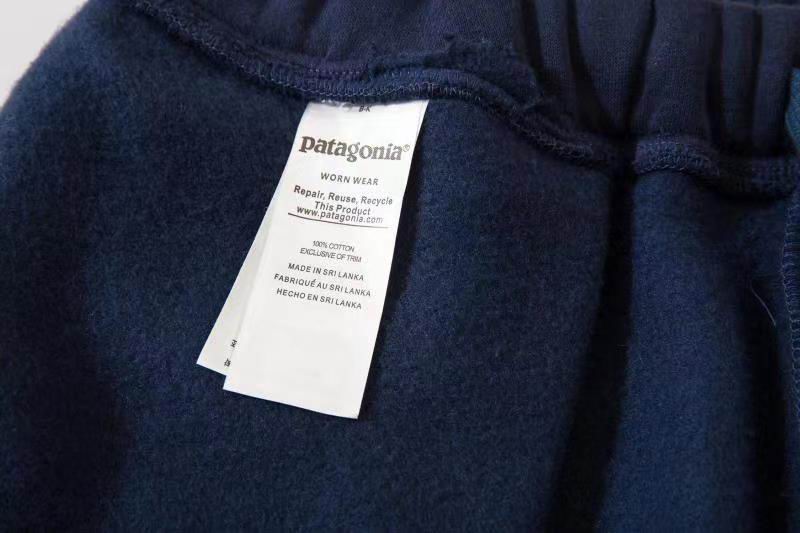 B-K
Patagonia®
WORN WEAR
Repair, Reuse, Recycle
This Product
www.patagonia.com
100% COTTON
EXCLUSIVE OF TRIM
MADE IN SRI LANKA
FABRIQUÉ AU SRI LANKA
HECHO EN SRI LANKA